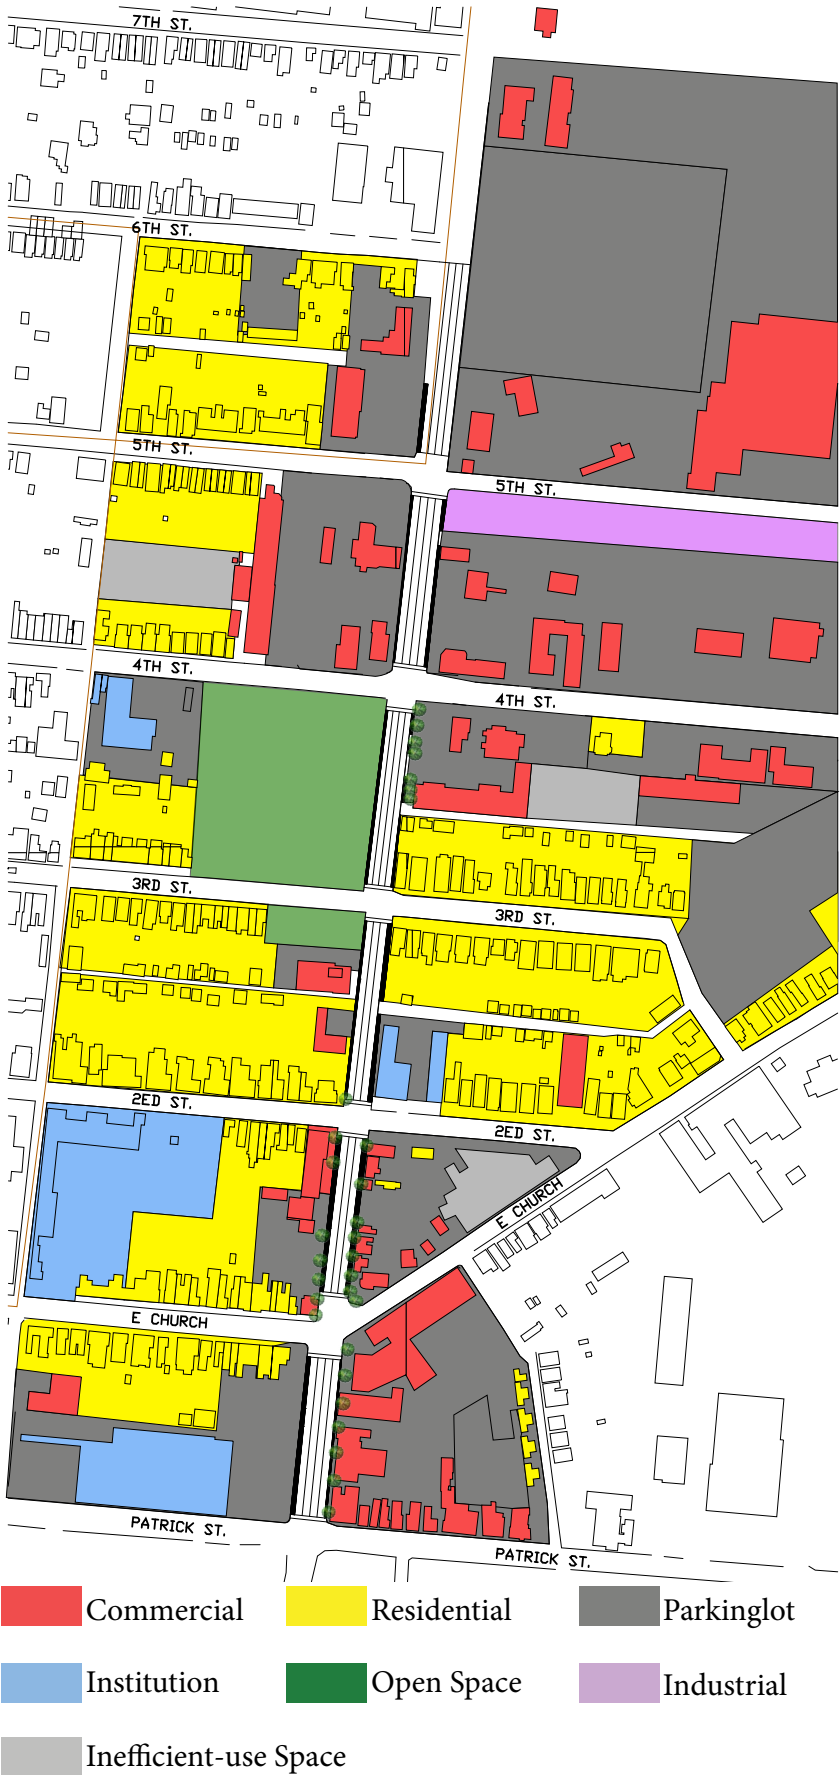 7TH ST.
6TH ST.
5TH ST.
5TH ST.
4TH ST.
4TH ST.
3RD ST.
3RD ST.
2ED ST.
2ED ST.
E CHURCH
E CHURCH
PATRICK ST.
PATRICK ST.
Commercial
Residential
Parkinglot
Institution
Open Space
Industrial
Inefficient-use Space